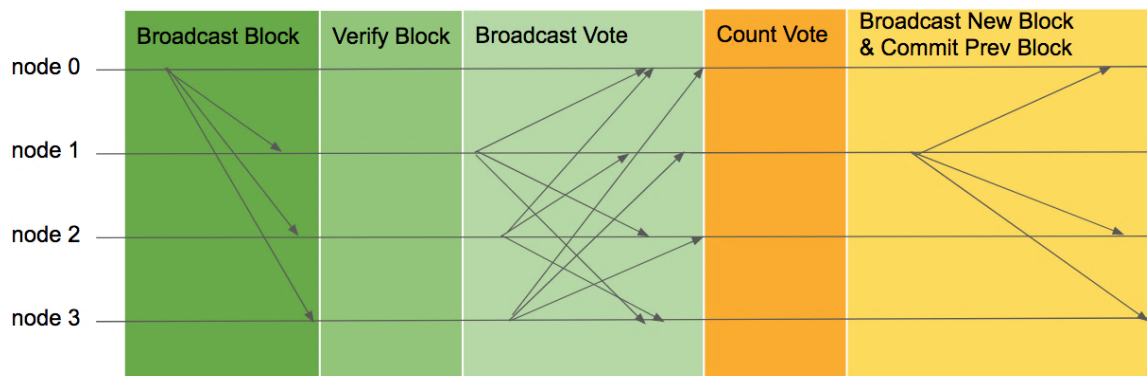 Broadcast Block
Verify Block
Broadcast Vote
Count Vote
Broadcast New Block
& Commit Prev Block
node 0
node 1
node 2
node 3